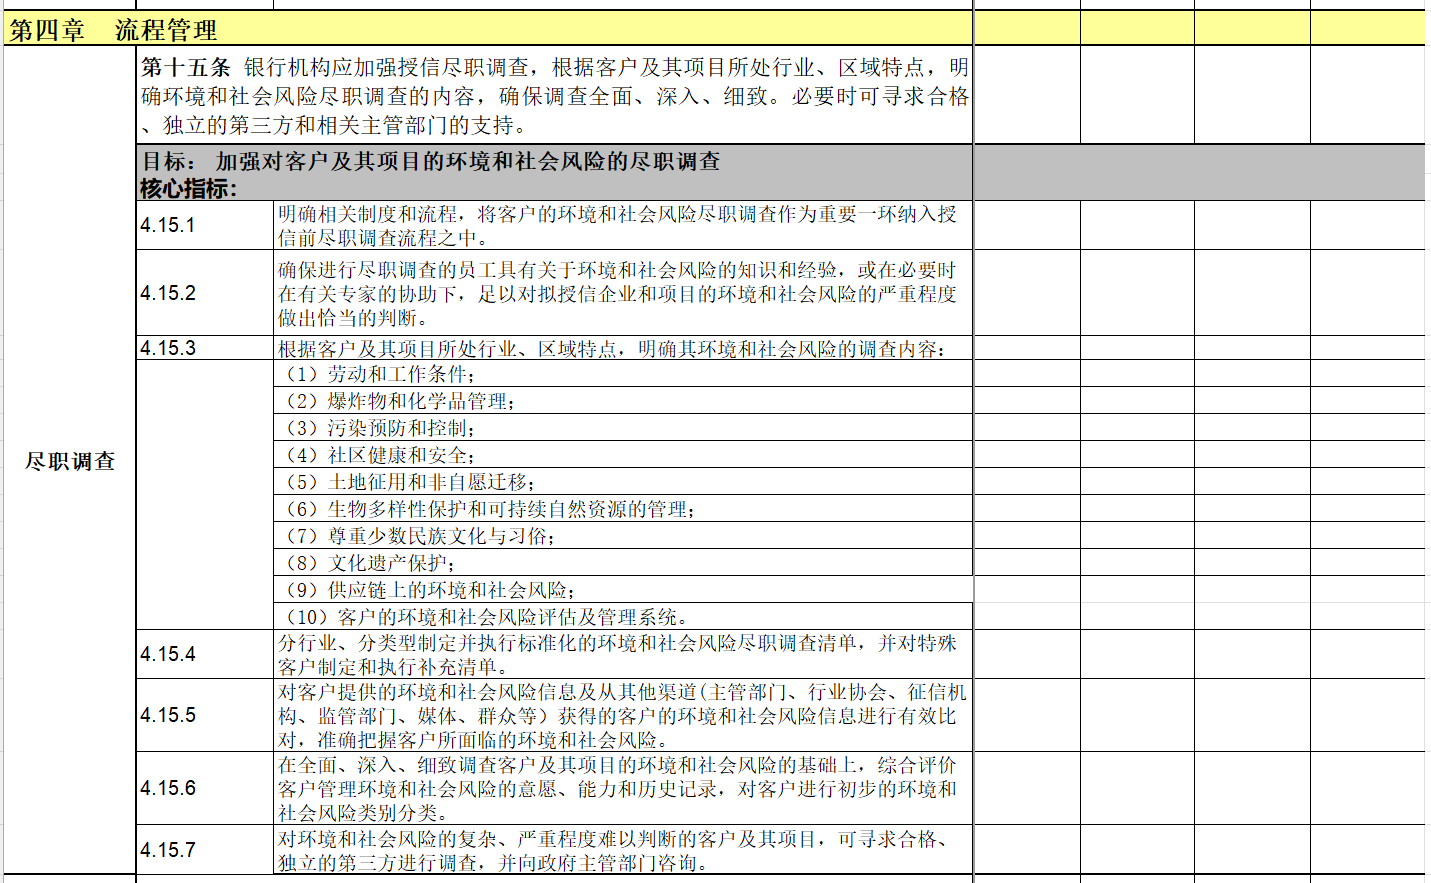 第四章　流程管理
第十五条 银行机构应加强授信尽职调查，根据客户及其项目所处行业、区域特点，明
确环境和社会风险尽职调查的内容，确保调查全面、深入、细致。必要时可寻求合格
、独立的第三方和相关主管部门的支持。
目标： 加强对客户及其项目的环境和社会风险的尽职调查
核心指标：
尽职调查
4.15.1
明确相关制度和流程，将客户的环境和社会风险尽职调查作为重要一环纳入授
信前尽职调查流程之中。
4.15.2
确保进行尽职调查的员工具有关于环境和社会风险的知识和经验，或在必要时
在有关专家的协助下，足以对拟授信企业和项目的环境和社会风险的严重程度
做出恰当的判断。
4.15.3
根据客户及其项目所处行业、区域特点，明确其环境和社会风险的调查内容：
（1）劳动和工作条件；
（2）爆炸物和化学品管理；
（3）污染预防和控制；
（4）社区健康和安全；
（5）土地征用和非自愿迁移；
（6）生物多样性保护和可持续自然资源的管理；
（7）尊重少数民族文化与习俗；
（8）文化遗产保护；
（9）供应链上的环境和社会风险；
（10）客户的环境和社会风险评估及管理系统。
4.15.4
分行业、分类型制定并执行标准化的环境和社会风险尽职调查清单，并对特殊
客户制定和执行补充清单。
4.15.5
对客户提供的环境和社会风险信息及从其他渠道(主管部门、行业协会、征信机
构、监管部门、媒体、群众等）获得的客户的环境和社会风险信息进行有效比
对，准确把握客户所面临的环境和社会风险。
4.15.6
在全面、深入、细致调查客户及其项目的环境和社会风险的基础上，综合评价
客户管理环境和社会风险的意愿、能力和历史记录，对客户进行初步的环境和
社会风险类别分类。
4.15.7
对环境和社会风险的复杂、严重程度难以判断的客户及其项目，可寻求合格、
独立的第三方进行调查，并向政府主管部门咨询。